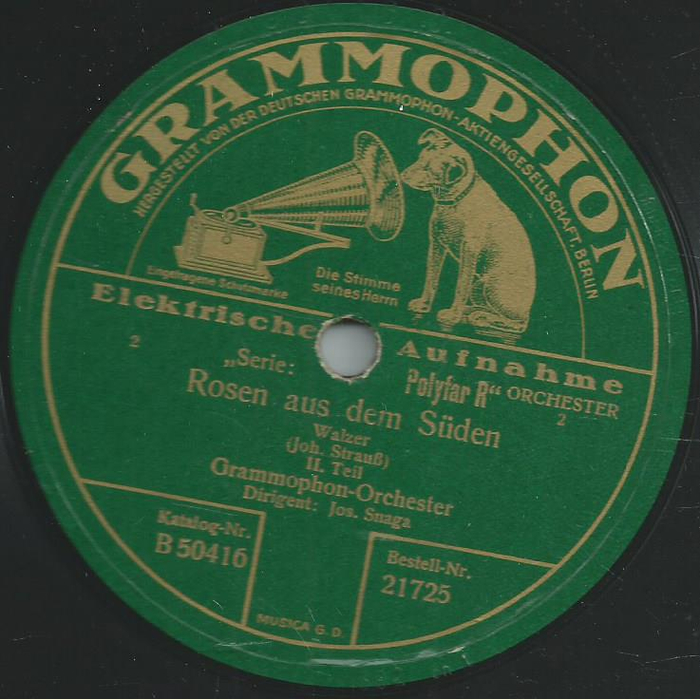 GRAMMOPHON
HERGESTELLT VON DER DEUTSCHEN GRAMMOPHON-AKTIENGESELLSCHAFT, BERLIN
Eingetragene Schutzmarke
Die Stimme
seines Herrn
Elektrische Aufnahme
2
„Serie: Polyfar R“ ORCHESTER
2
Rosen aus dem Süden
Walzer
(Joh. Strauß)
II. Teil
Grammophon-Orchester
Dirigent: Jos. Snaga
Katalog-Nr.
B 50416
Bestell-Nr.
21725
MUSICA G. D.